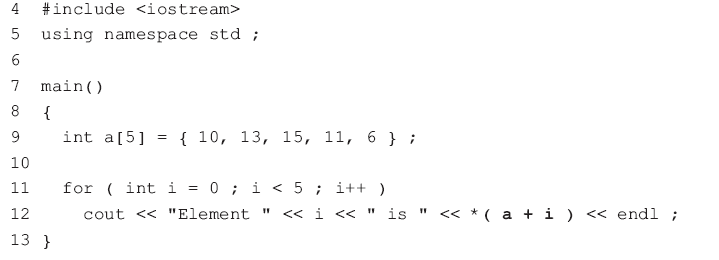 4 #include <iostream>
5 using namespace std ;
6
7 main()
8 {
9   int a[5] = { 10, 13, 15, 11, 6 } ;
10
11   for ( int i = 0 ; i < 5 ; i++ )
12     cout << "Element " << i << " is " << *( a + i ) << endl ;
13 }